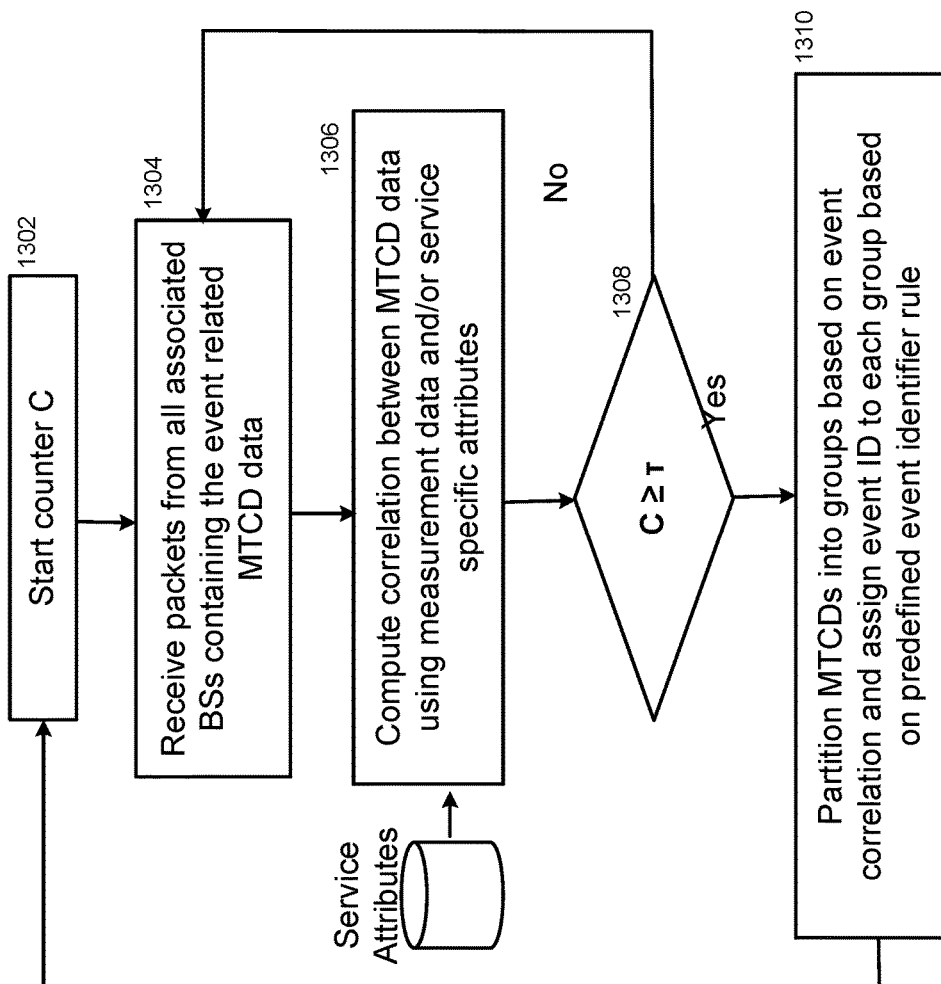 1302
Start counter C
1304
Receive packets from all associated
BSs containing the event related
MTCD data
1306
Compute correlation between MTCD data
using measurement data and/or service
specific attributes
Service
Attributes
1308
C ≥ τ
No
Yes
1310
Partition MTCDs into groups based on event
correlation and assign event ID to each group based
on predefined event identifier rule